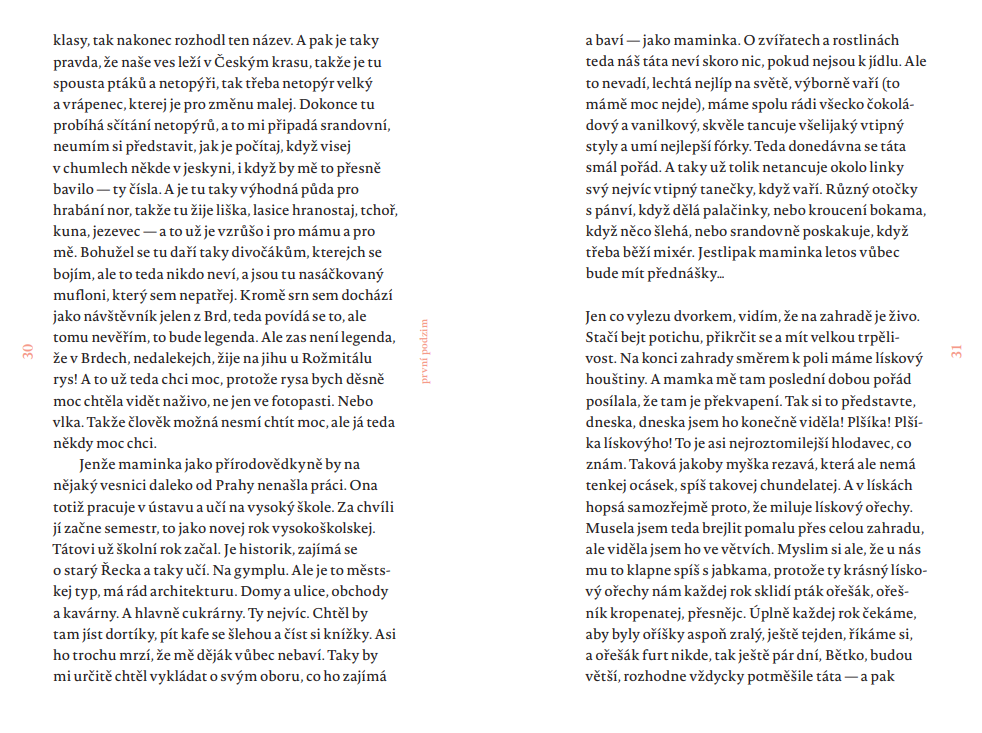 klasy, tak nakonec rozhodl ten název. A pak je taky
pravda, že naše ves leží v Českým krasu, takže je tu
spousta ptáků a netopýři, tak třeba netopýr velký
a vrápenec, kterej je pro změnu malej. Dokonce tu
probíhá sčítání netopýrů, a to mi připadá srandovní,
neumím si představit, jak je počítaj, když visej
v chumlech někde v jeskyni, i když by mě to přesně
bavilo — ty čísla. A je tu taky výhodná půda pro
hrabání nor, takže tu žije liška, lasice hranostaj, tchoř,
kuna, jezevec — a to už je vzrůšo i pro mámu a pro
mě. Bohužel se tu daří taky divočákům, kterejch se
bojím, ale to teda nikdo neví, a jsou tu nasáčkovaný
mufloni, který sem nepatřej. Kromě srn sem dochází
jako návštěvník jelen z Brd, teda povídá se to, ale
tomu nevěřím, to bude legenda. Ale zas není legenda,
že v Brdech, nedalekejch, žije na jihu u Rožmitálu
rys! A to už teda chci moc, protože rysa bych děsně
moc chtěla vidět naživo, ne jen ve fotopasti. Nebo
vlka. Takže člověk možná nesmí chtít moc, ale já teda
někdy moc chci.
Jenže maminka jako přírodovědkyně by na
nějaký vesnici daleko od Prahy nenašla práci. Ona
totiž pracuje v ústavu a učí na vysoký škole. Za chvíli
jí začne semestr, to jako novej rok vysokoškolskej.
Tátovi už školní rok začal. Je historik, zajímá se
o starý Řecka a taky učí. Na gymplu. Ale je to městs-
kej typ, má rád architekturu. Domy a ulice, obchody
a kavárny. A hlavně cukrárny. Ty nejvíc. Chtěl by
tam jíst dortíky, pít kafe se šlehou a číst si knížky. Asi
ho trochu mrzí, že mě děják vůbec nebaví. Taky by
mi určitě chtěl vykládat o svým oboru, co ho zajímá
30
první podzim
a baví — jako maminka. O zvířatech a rostlinách
teda náš táta neví skoro nic, pokud nejsou k jídlu. Ale
to nevadí, lechtá nejlíp na světě, výborně vaří (to
mámě moc nejde), máme spolu rádi všecko čokolá-
dový a vanilkový, skvěle tancuje všelijaký vtipný
styly a umí nejlepší fórky. Teda donedávna se táta
smál pořád. A taky už tolik netancuje okolo linky
svý nejvíc vtipný tanečky, když vaří. Různý otočky
s pánví, když dělá palačinky, nebo kroucení bokama,
když něco šlehá, nebo srandovně poskakuje, když
třeba běží mixér. Jestlipak maminka letos vůbec
bude mít přednášky…
Jen co vylezu dvorkem, vidím, že na zahradě je živo.
Stačí bejt potichu, přikrčit se a mít velkou trpěli-
vost. Na konci zahrady směrem k poli máme lískový
houštiny. A mamka mě tam poslední dobou pořád
posílala, že tam je překvapení. Tak si to představte,
dneska, dneska jsem ho konečně viděla! Plšíka! Plší-
ka lískovýho! To je asi nejroztomilejší hlodavec, co
znám. Taková jakoby myška rezavá, která ale nemá
tenkej ocásek, spíš takovej chundelatej. A v lískách
hopsá samozřejmě proto, že miluje lískový ořechy.
Musela jsem teda brejlit pomalu přes celou zahradu,
ale viděla jsem ho ve větvích. Myslim si ale, že u nás
mu to klapne spíš s jabkama, protože ty krásný lísko-
vý ořechy nám každej rok sklidí pták ořešák, ořeš-
ník kropenatej, přesnějc. Úplně každej rok čekáme,
aby byly oříšky aspoň zralý, ještě tejden, říkáme si,
a ořešák furt nikde, tak ještě pár dní, Bětko, budou
větší, rozhodne vždycky potměšile táta — a pak
31